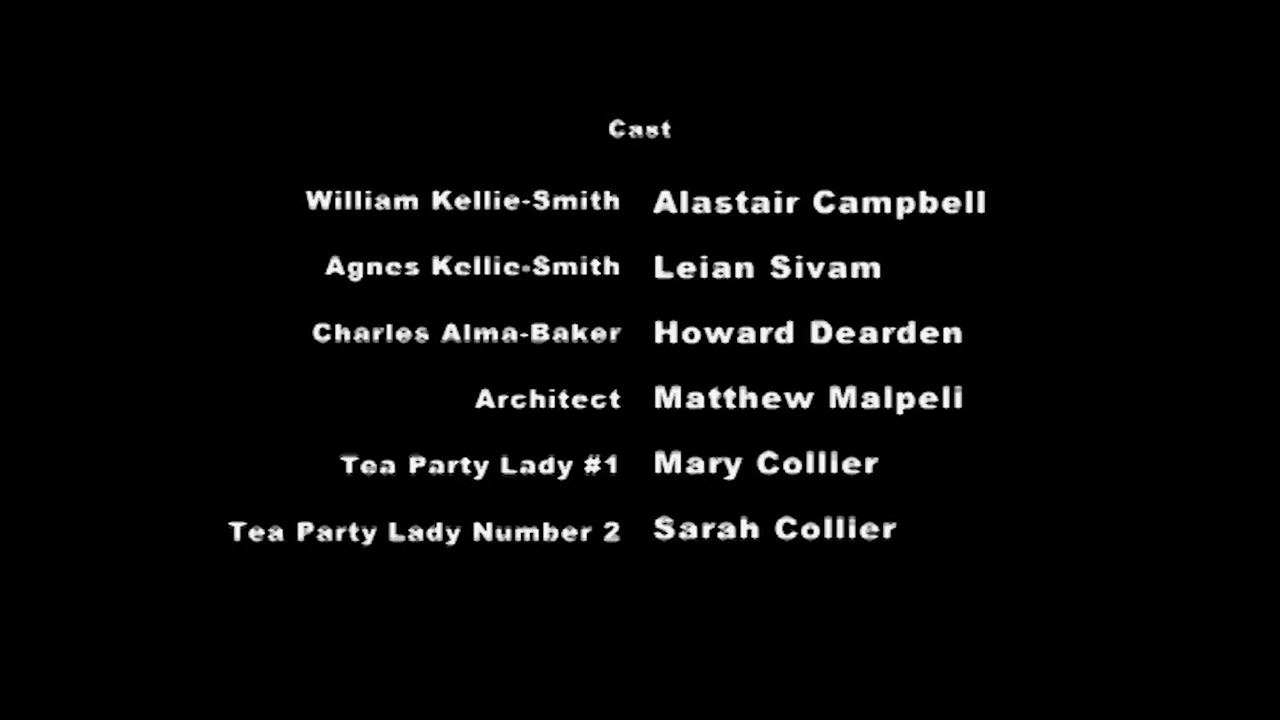 Cast
William Kellie-Smith Alastair Campbell
Agnes Kellie-Smith Leian Sivam
Charles Alma-Baker Howard Dearden
Architect Matthew Malpeli
Tea Party Lady #1 Mary Collier
Tea Party Lady Number 2 Sarah Collier